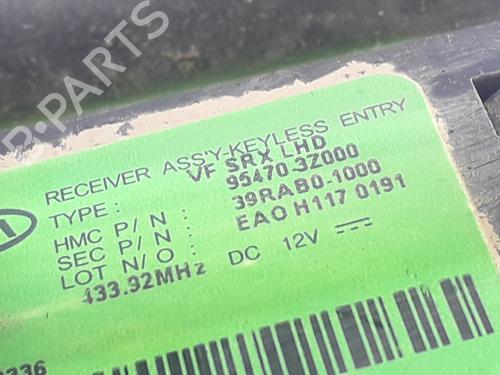 RECEIVER ASS'Y-KEYLESS ENTRY
TYPE : VF SRX LHD
HMC P/N : 95470-3Z000
SEC P/N : 39RAB0-1000
LOT N/O : EAO H117 0191
433.92MHz DC 12V
PARTS